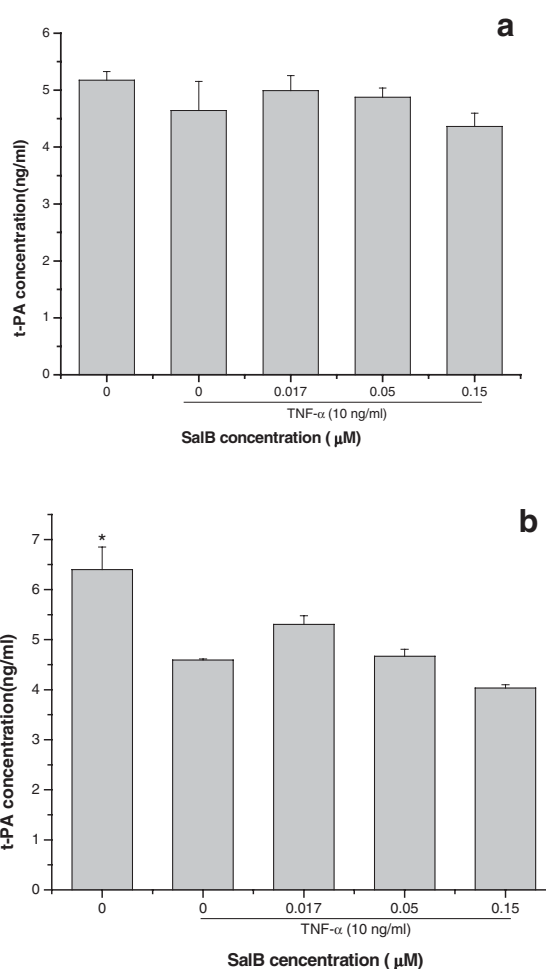 a
6
5
4
3
2
1
0
t-PA concentration(ng/ml)
0 0 0.017 0.05 0.15
TNF-α (10 ng/ml)
SalB concentration ( μM)
b
7
6
5
4
3
2
1
0
t-PA concentration(ng/ml)
*
0 0 0.017 0.05 0.15
TNF-α (10 ng/ml)
SalB cencentration ( μM)